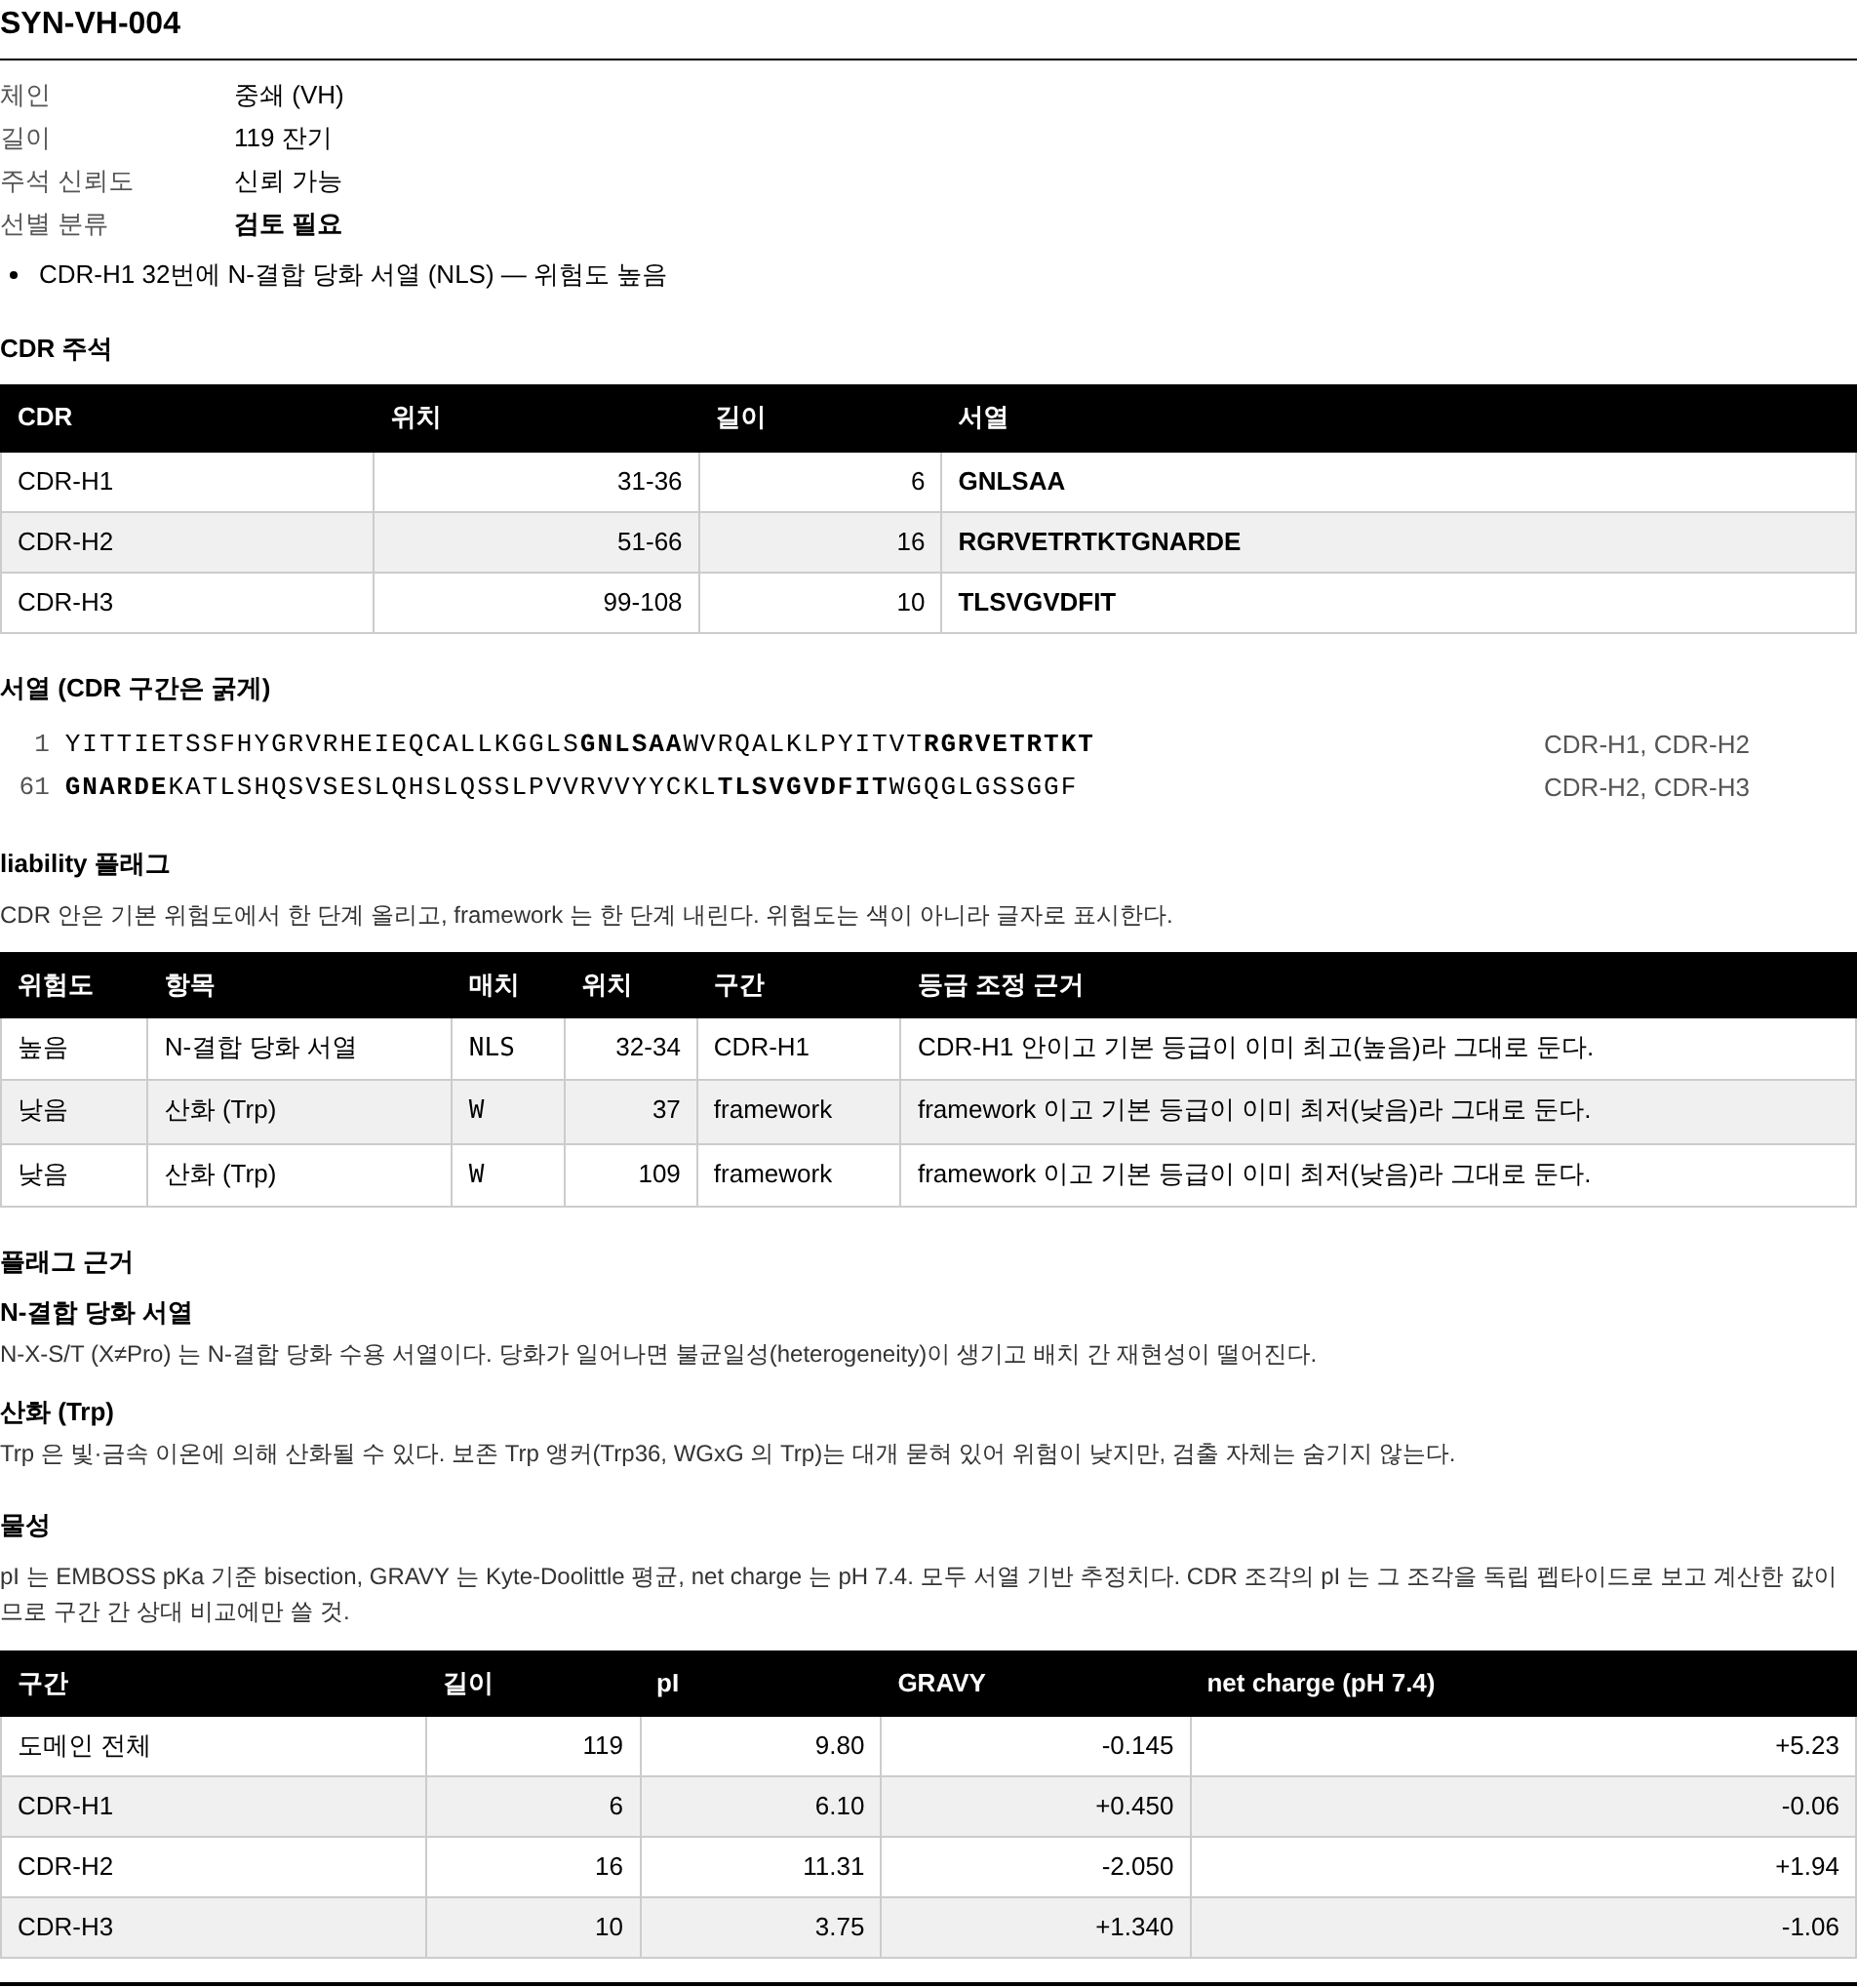 SYN-VH-004
체인 중쇄 (VH)
길이 119 잔기
주석 신뢰도 신뢰 가능
선별 분류 검토 필요
• CDR-H1 32번에 N-결합 당화 서열 (NLS) — 위험도 높음
CDR 주석
CDR 위치 길이 서열
CDR-H1 31-36 6 GNLSAA
CDR-H2 51-66 16 RGRVETRTKTGNARDE
CDR-H3 99-108 10 TLSVGVDFIT
서열 (CDR 구간은 굵게)
1 YITTIETSSFHYGRVRHEIEQCALLKGGLSGNLSAAWVRQALKLPYITVTRGRVETRTKT CDR-H1, CDR-H2
61 GNARDEKATLSHQSVSESLQHSLQSSLPVVRVVYYCKLTLSVGVDFITWGQGLGSSGGF CDR-H2, CDR-H3
liability 플래그
CDR 안은 기본 위험도에서 한 단계 올리고, framework 는 한 단계 내린다. 위험도는 색이 아니라 글자로 표시한다.
위험도 항목 매치 위치 구간 등급 조정 근거
높음 N-결합 당화 서열 NLS 32-34 CDR-H1 CDR-H1 안이고 기본 등급이 이미 최고(높음)라 그대로 둔다.
낮음 산화 (Trp) W 37 framework framework 이고 기본 등급이 이미 최저(낮음)라 그대로 둔다.
낮음 산화 (Trp) W 109 framework framework 이고 기본 등급이 이미 최저(낮음)라 그대로 둔다.
플래그 근거
N-결합 당화 서열
N-X-S/T (X≠Pro) 는 N-결합 당화 수용 서열이다. 당화가 일어나면 불균일성(heterogeneity)이 생기고 배치 간 재현성이 떨어진다.
산화 (Trp)
Trp 은 빛·금속 이온에 의해 산화될 수 있다. 보존 Trp 앵커(Trp36, WGxG 의 Trp)는 대개 묻혀 있어 위험이 낮지만, 검출 자체는 숨기지 않는다.
물성
pI 는 EMBOSS pKa 기준 bisection, GRAVY 는 Kyte-Doolittle 평균, net charge 는 pH 7.4. 모두 서열 기반 추정치다. CDR 조각의 pI 는 그 조각을 독립 펩타이드로 보고 계산한 값이
므로 구간 간 상대 비교에만 쓸 것.
구간 길이 pI GRAVY net charge (pH 7.4)
도메인 전체 119 9.80 -0.145 +5.23
CDR-H1 6 6.10 +0.450 -0.06
CDR-H2 16 11.31 -2.050 +1.94
CDR-H3 10 3.75 +1.340 -1.06